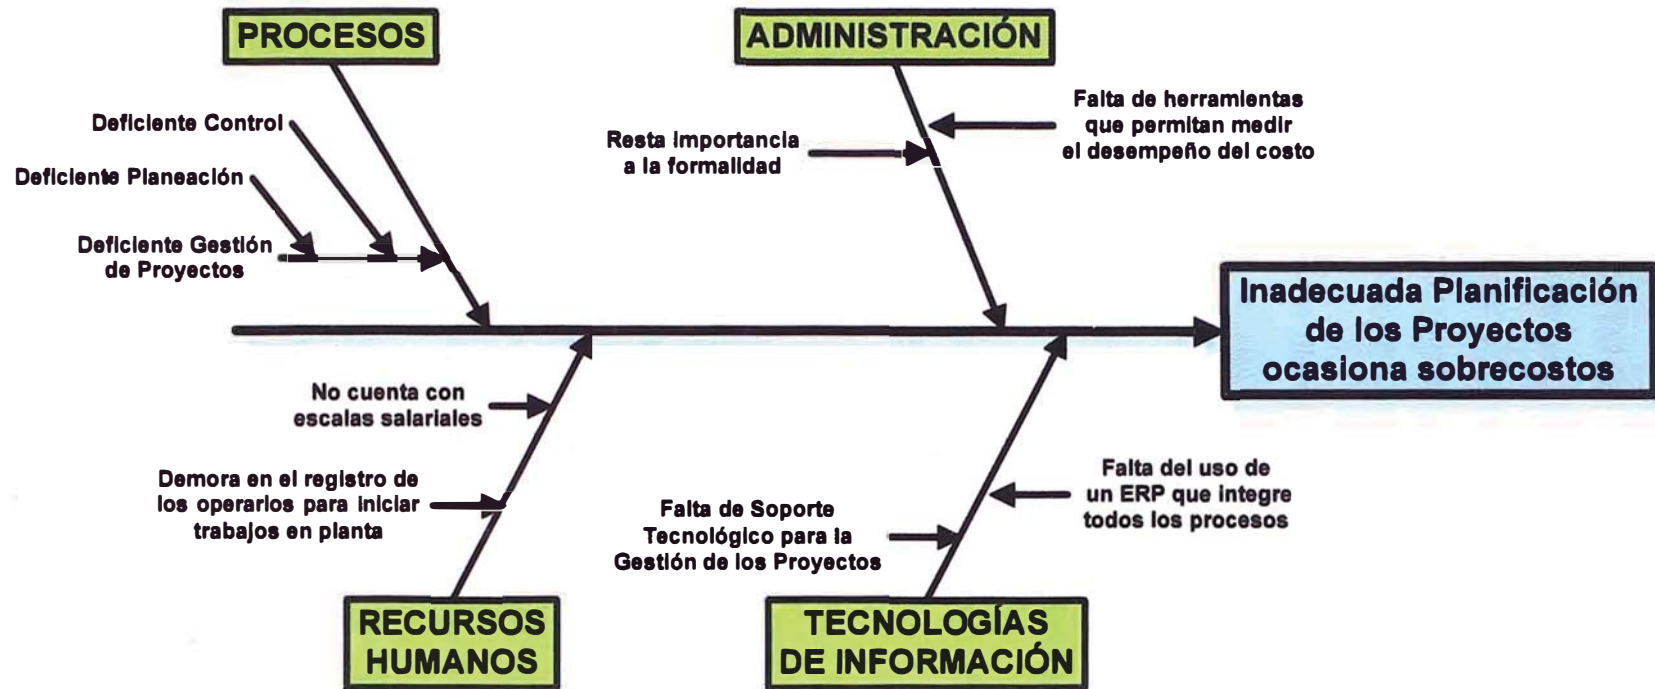 PROCESOS
ADMINISTRACIÓN
Deficiente Control
Deficiente Planeación
Deficiente Gestión
de Proyectos
Resta importancia
a la formalidad
Falta de herramientas
que permitan medir
el desempeño del costo
Inadecuada Planificación
de los Proyectos
ocasiona sobrecostos
No cuenta con
escalas salariales
Demora en el registro de
los operarios para iniciar
trabajos en planta
Falta de Soporte
Tecnológico para la
Gestión de los Proyectos
Falta del uso de
un ERP que integre
todos los procesos
RECURSOS
HUMANOS
TECNOLOGÍAS
DE INFORMACIÓN